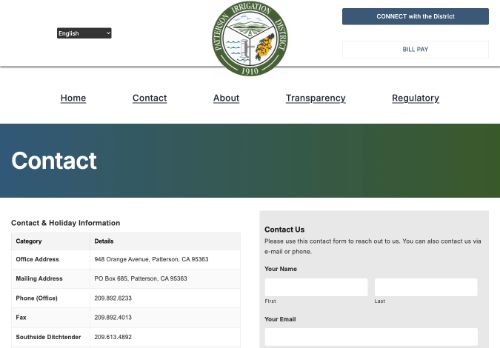 English
PATTERSON IRRIGATION DISTRICT
1910
CONNECT with the District
BILL PAY
Home
Contact
About
Transparency
Regulatory
Contact
Contact & Holiday Information
Category
Details
Office Address
948 Orange Avenue, Patterson, CA 95363
Mailing Address
PO Box 685, Patterson, CA 95363
Phone (Office)
209.892.6233
Fax
209.892.4013
Southside Ditchtender
209.613.4892
Contact Us
Please use this contact form to reach out to us. You can also contact us via
e-mail or phone.
Your Name
First
Last
Your Email